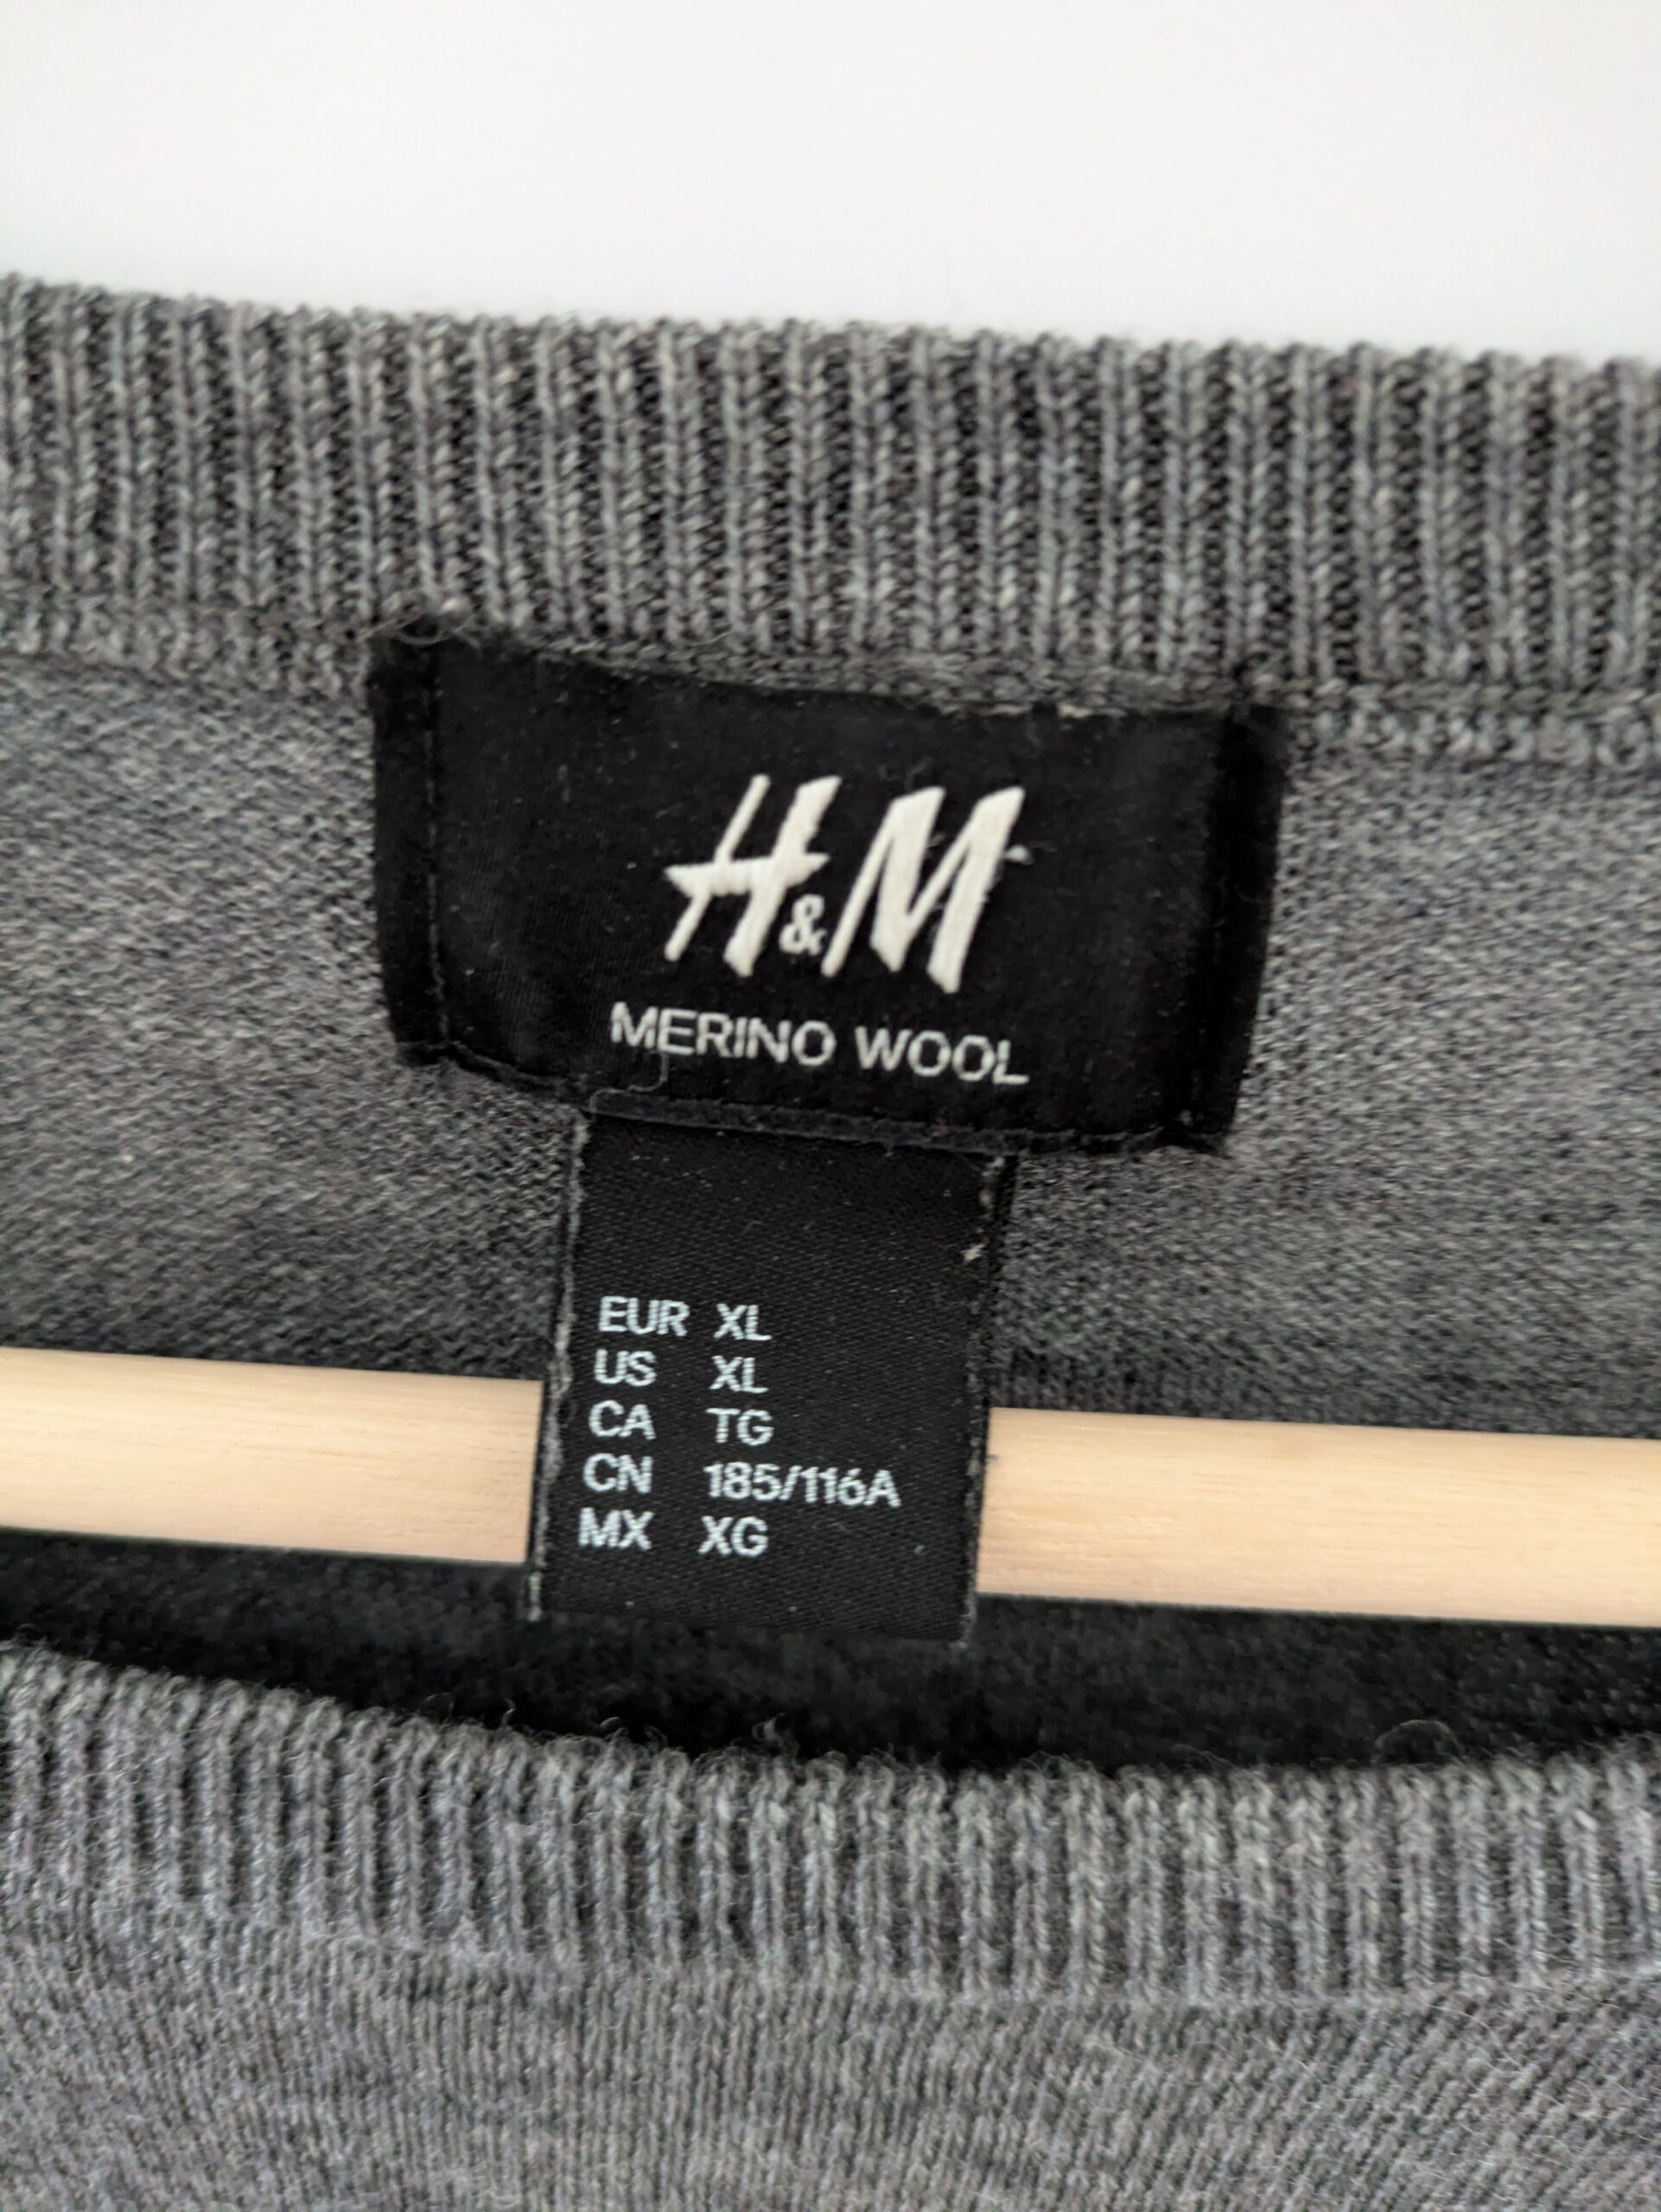 H&M
MERINO WOOL
EUR XL
US XL
CA TG
CN 185/116A
MX XG